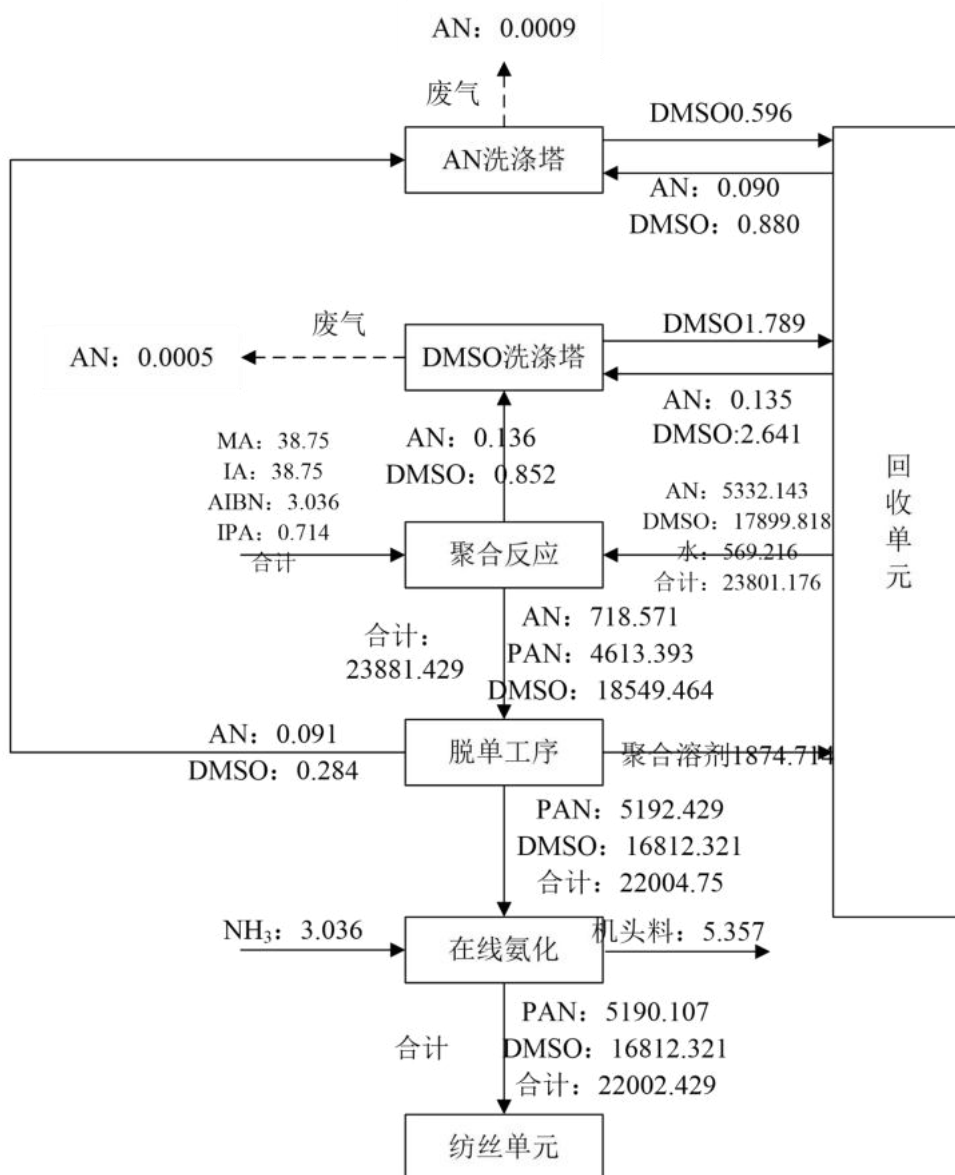 AN：0.0009
废气
DMSO0.596
AN洗涤塔
AN：0.090
DMSO：0.880
废气
DMSO1.789
AN：0.0005
DMSO洗涤塔
AN：0.135
DMSO:2.641
MA：38.75
IA：38.75
AIBN：3.036
IPA：0.714
合计
AN：0.136
DMSO：0.852
AN：5332.143
DMSO：17899.818
水：569.216
合计：23801.176
回收单元
聚合反应
合计：
23881.429
AN：718.571
PAN：4613.393
DMSO：18549.464
AN：0.091
DMSO：0.284
脱单工序
聚合溶剂1874.714
PAN：5192.429
DMSO：16812.321
合计：22004.75
NH₃：3.036
在线氨化
机头料：5.357
合计
PAN：5190.107
DMSO：16812.321
合计：22002.429
纺丝单元